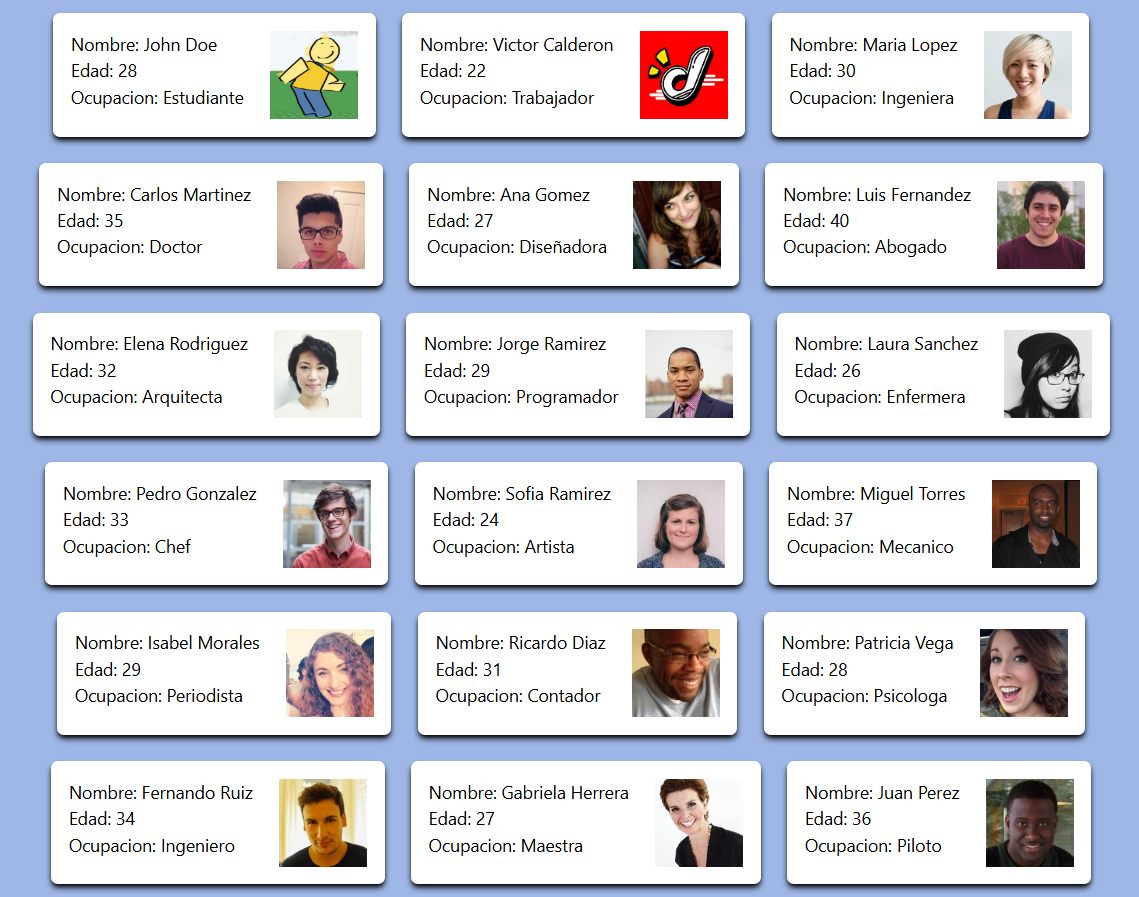 Nombre: John Doe
Edad: 28
Ocupacion: Estudiante
Nombre: Victor Calderon
Edad: 22
Ocupacion: Trabajador
Nombre: Maria Lopez
Edad: 30
Ocupacion: Ingeniera
Nombre: Carlos Martinez
Edad: 35
Ocupacion: Doctor
Nombre: Ana Gomez
Edad: 27
Ocupacion: Diseñadora
Nombre: Luis Fernandez
Edad: 40
Ocupacion: Abogado
Nombre: Elena Rodriguez
Edad: 32
Ocupacion: Arquitecta
Nombre: Jorge Ramirez
Edad: 29
Ocupacion: Programador
Nombre: Laura Sanchez
Edad: 26
Ocupacion: Enfermera
Nombre: Pedro Gonzalez
Edad: 33
Ocupacion: Chef
Nombre: Sofia Ramirez
Edad: 24
Ocupacion: Artista
Nombre: Miguel Torres
Edad: 37
Ocupacion: Mecanico
Nombre: Isabel Morales
Edad: 29
Ocupacion: Periodista
Nombre: Ricardo Diaz
Edad: 31
Ocupacion: Contador
Nombre: Patricia Vega
Edad: 28
Ocupacion: Psicologa
Nombre: Fernando Ruiz
Edad: 34
Ocupacion: Ingeniero
Nombre: Gabriela Herrera
Edad: 27
Ocupacion: Maestra
Nombre: Juan Perez
Edad: 36
Ocupacion: Piloto